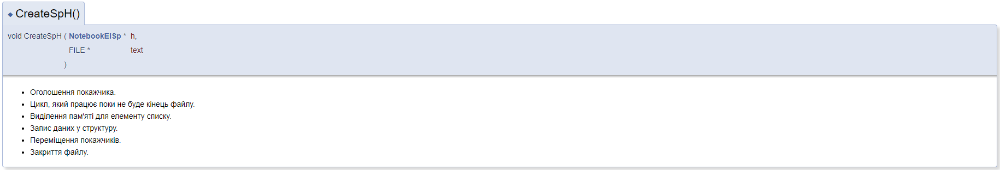 CreateSpH()
void CreateSpH ( NotebookElSp * h,
FILE * text
)
Оголошення покажчика.
Цикл, який працює поки не буде кінець файлу.
Виділення пам'яті для елементу списку.
Запис даних у структуру.
Переміщення покажчиків.
Закриття файлу.